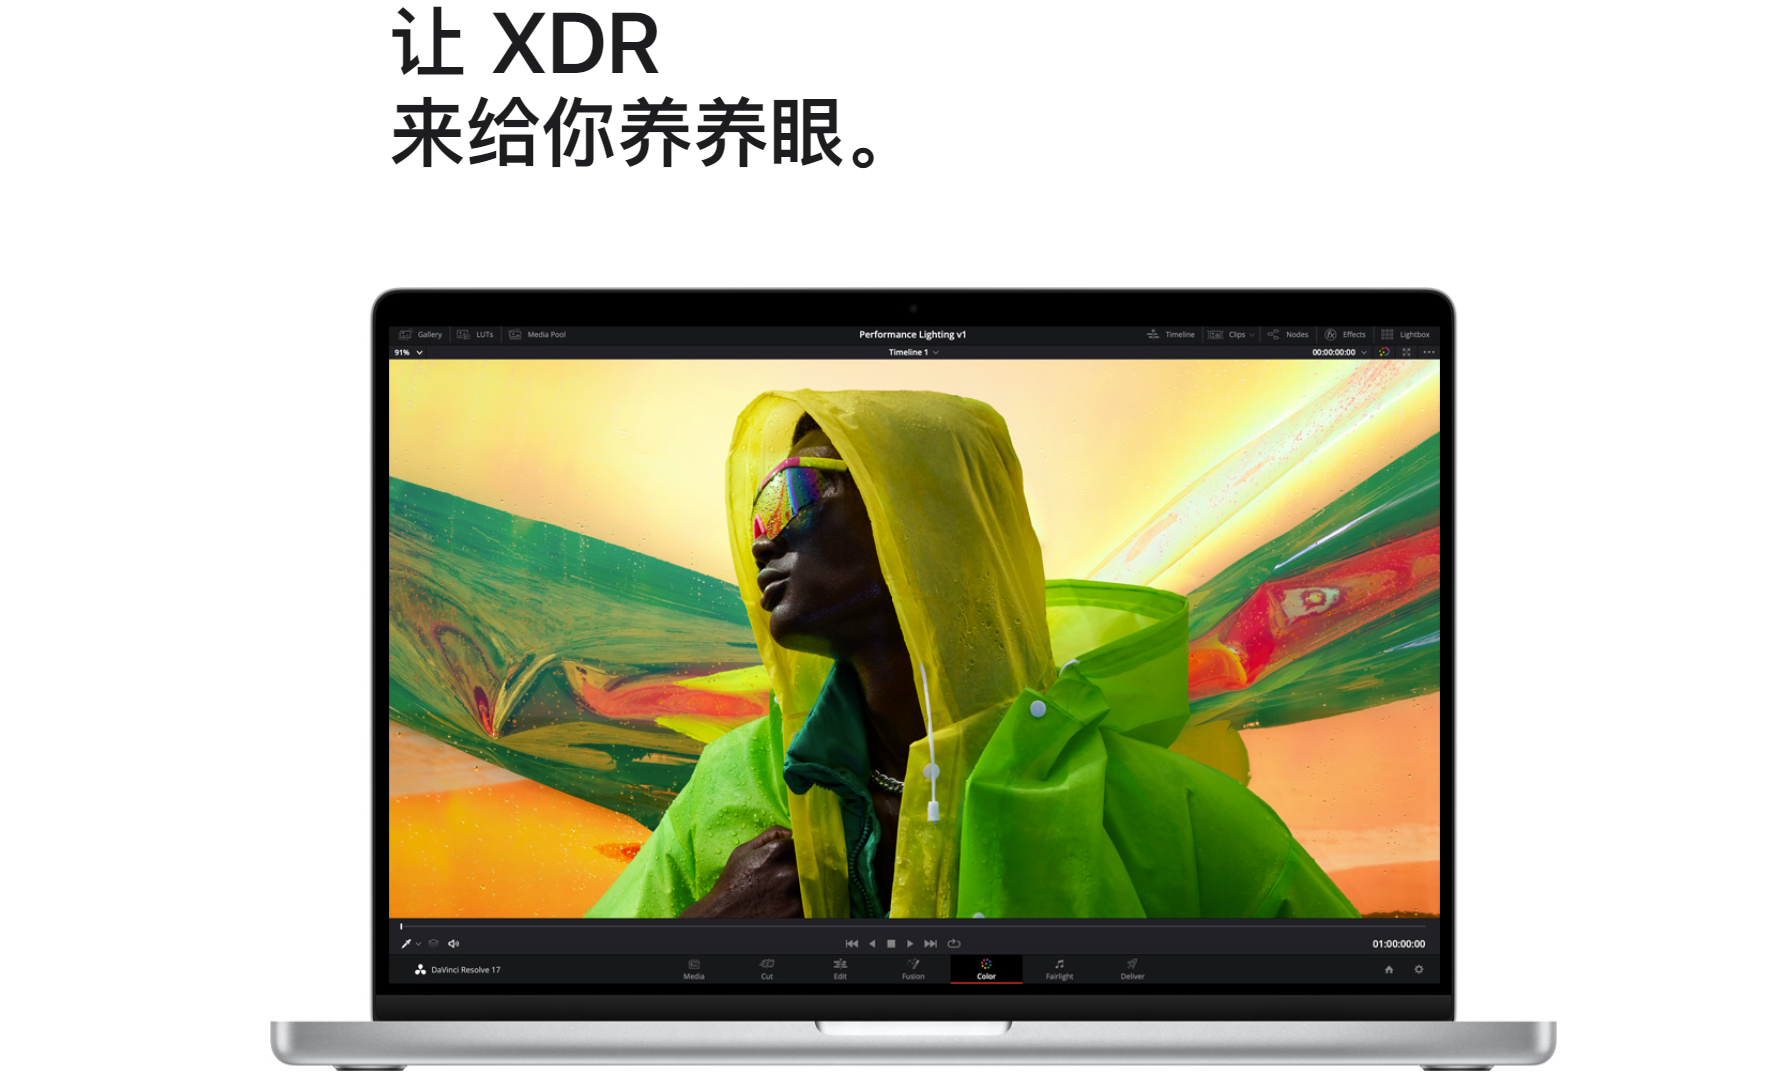 让 XDR
来给你养养眼。
Gallery LUTs Media Pool Performance Lighting v1 Timeline Clips Nodes fx Effects Lightbox
91% Timeline 1 00:00:00:00
01:00:00:00
DaVinci Resolve 17 Media Cut Edit Fusion Color Fairlight Deliver